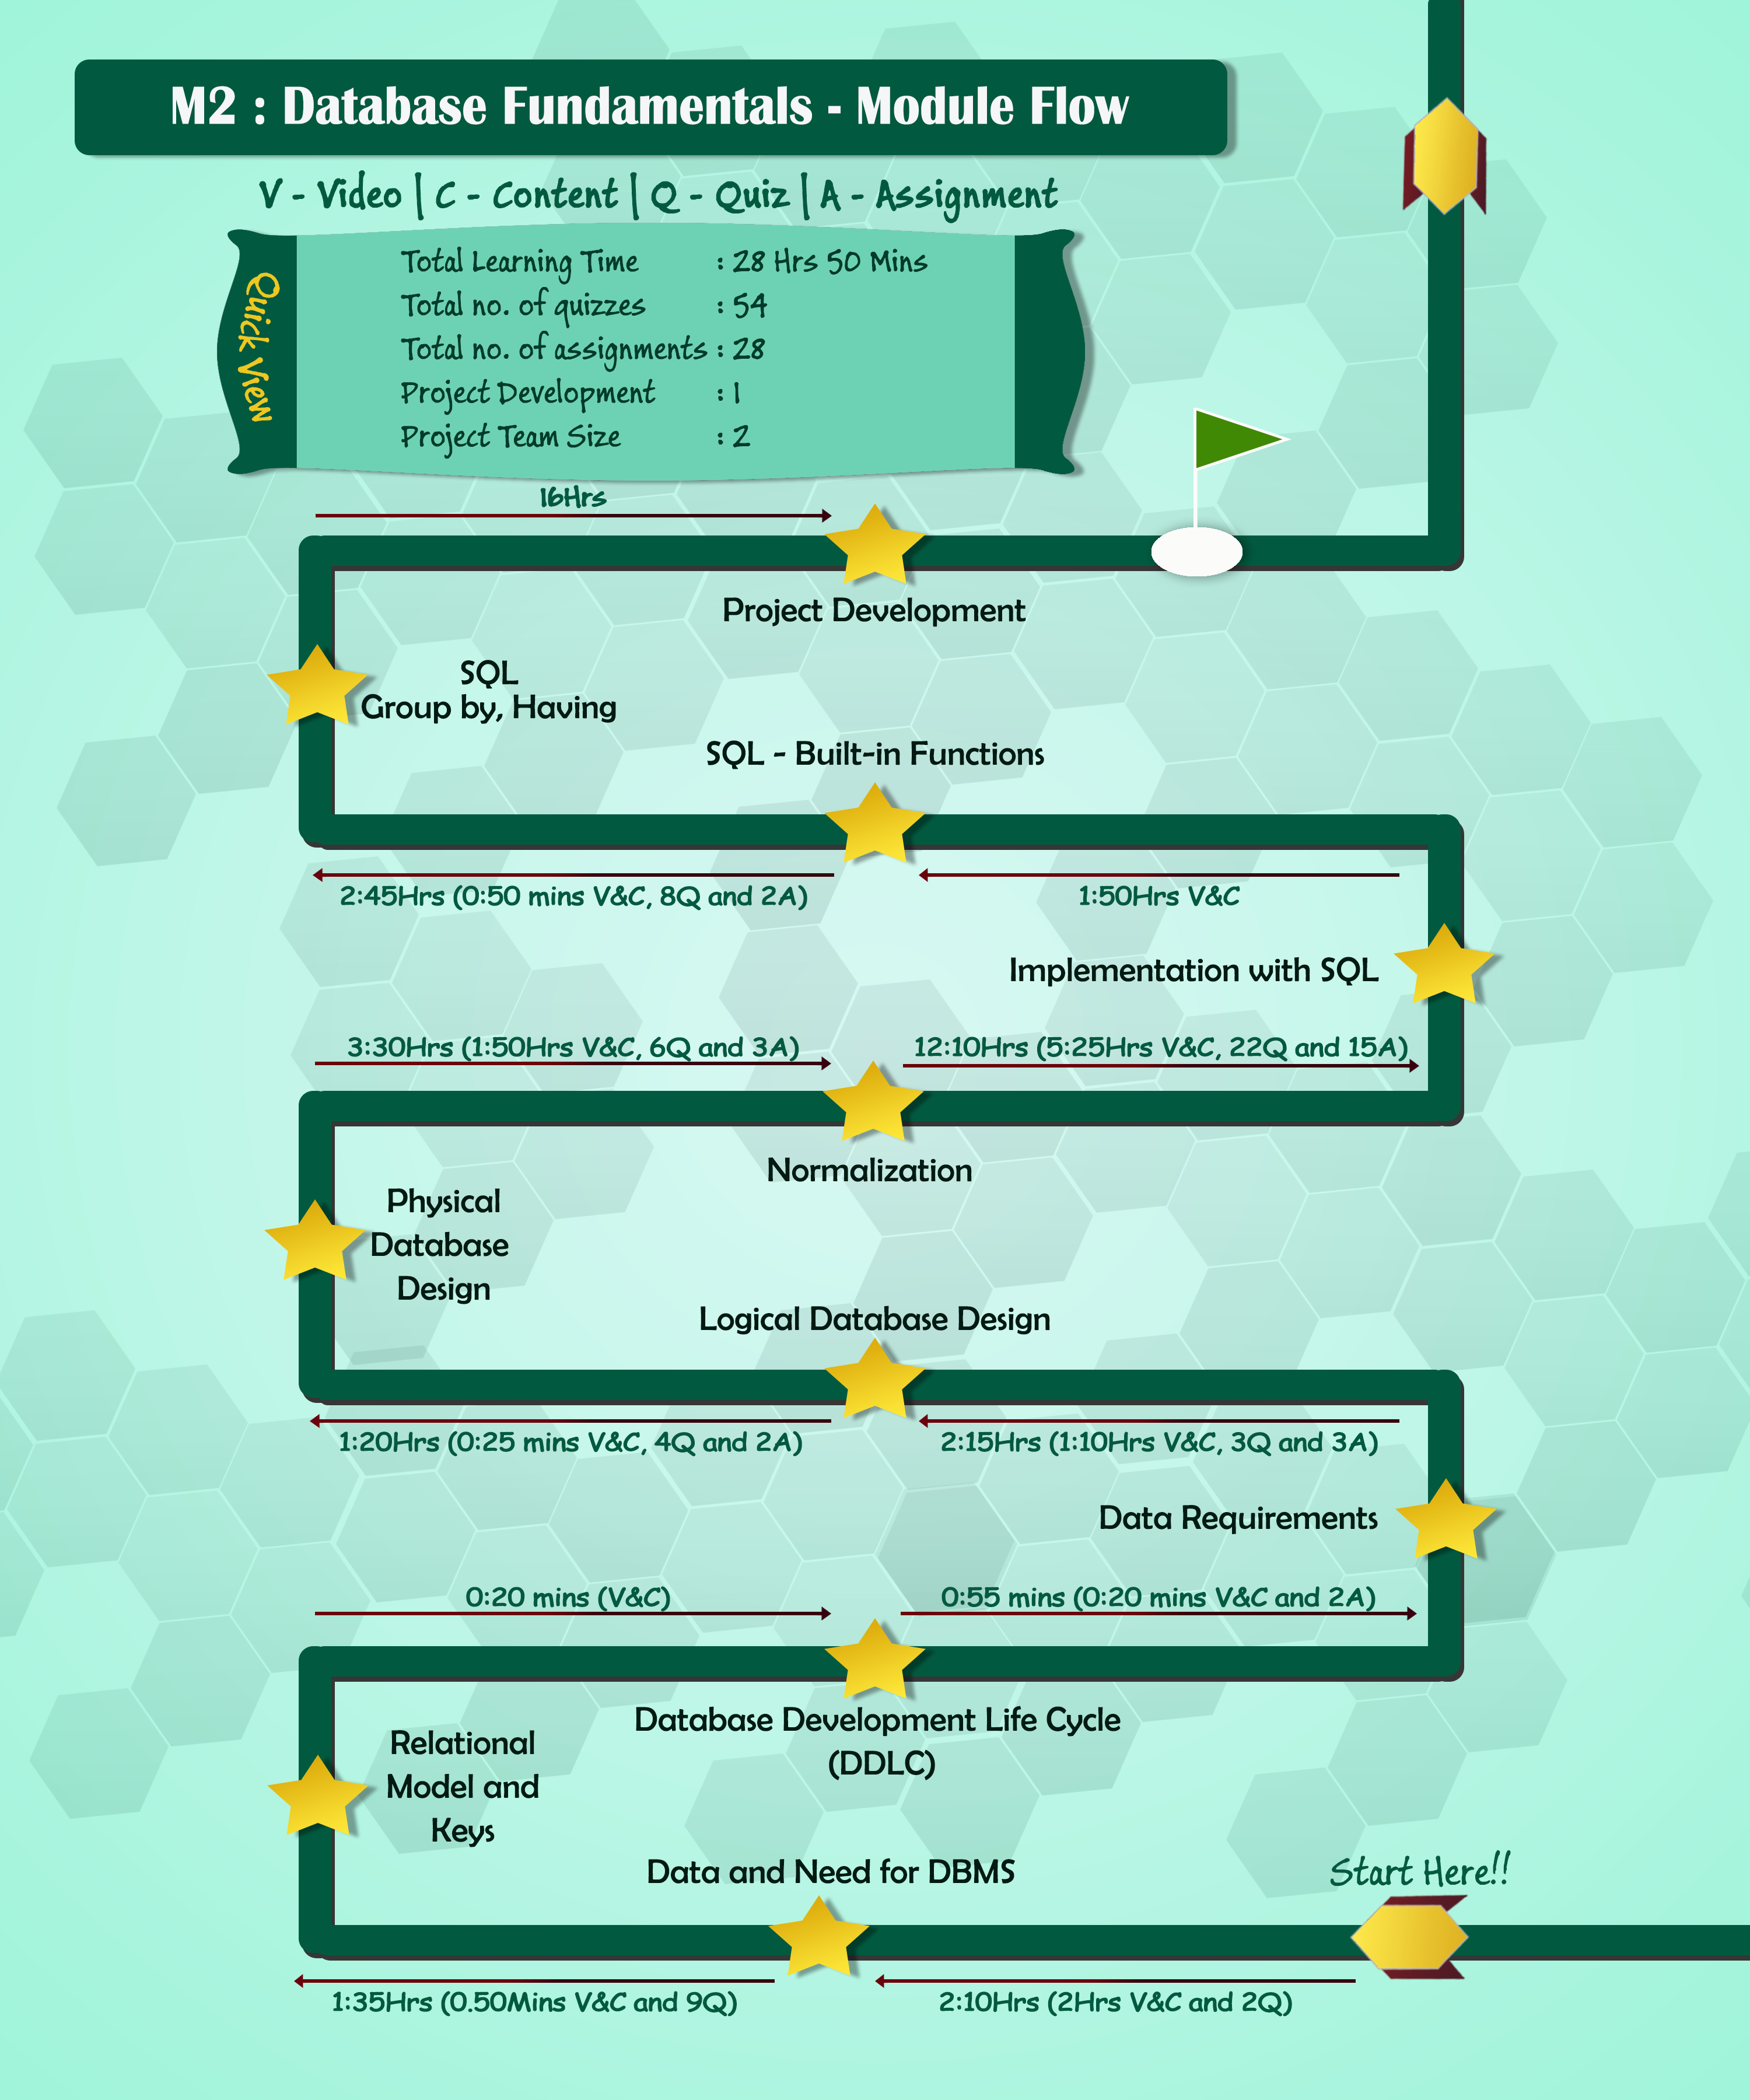 M2 : Database Fundamentals - Module Flow
V - Video | C - Content | Q - Quiz | A - Assignment
Quick View
Total Learning Time : 28 Hrs 50 Mins
Total no. of quizzes : 54
Total no. of assignments : 28
Project Development : 1
Project Team Size : 2
16Hrs
Project Development
SQL
Group by, Having
SQL - Built-in Functions
2:45Hrs (0:50 mins V&C, 8Q and 2A)
1:50Hrs V&C
Implementation with SQL
3:30Hrs (1:50Hrs V&C, 6Q and 3A)
12:10Hrs (5:25Hrs V&C, 22Q and 15A)
Normalization
Physical
Database
Design
Logical Database Design
1:20Hrs (0:25 mins V&C, 4Q and 2A)
2:15Hrs (1:10Hrs V&C, 3Q and 3A)
Data Requirements
0:20 mins (V&C)
0:55 mins (0:20 mins V&C and 2A)
Database Development Life Cycle
(DDLC)
Relational
Model and
Keys
Data and Need for DBMS
Start Here!!
1:35Hrs (0.50Mins V&C and 9Q)
2:10Hrs (2Hrs V&C and 2Q)